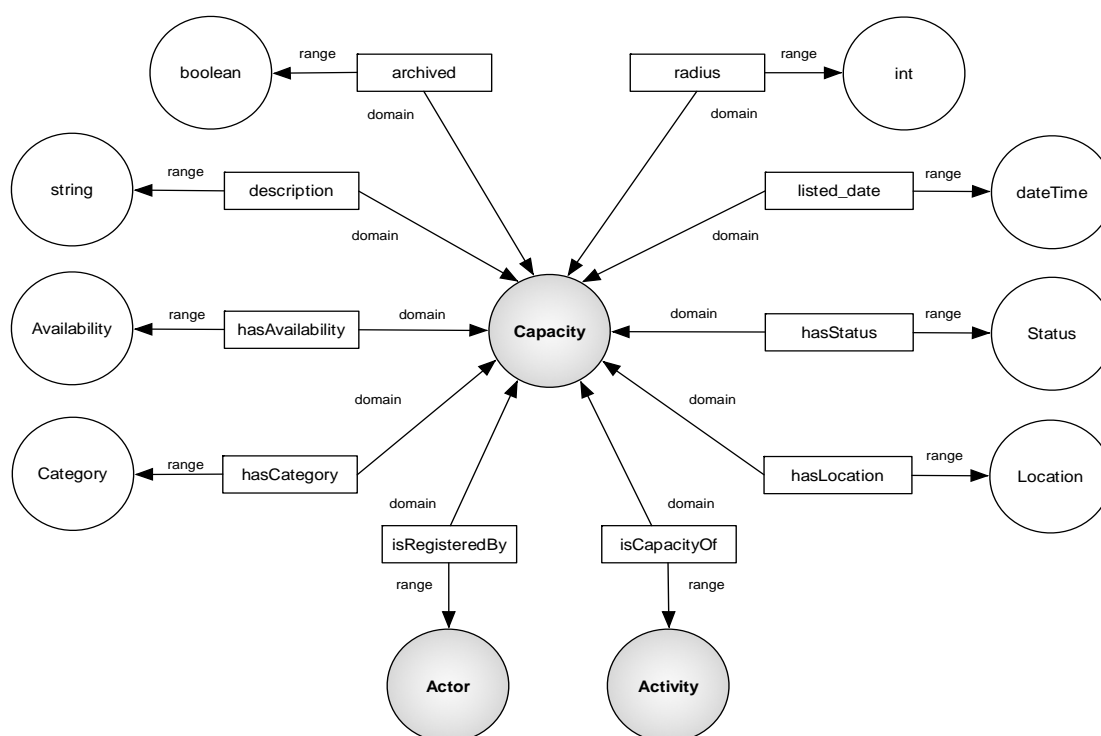 range
range
boolean
archived
radius
int
domain
domain
range
range
string
description
listed_date
dateTime
domain
domain
range
domain
domain
range
Availability
hasAvailability
Capacity
hasStatus
Status
domain
domain
range
range
Category
hasCategory
hasLocation
Location
domain
domain
isRegisteredBy
isCapacityOf
range
range
Actor
Activity